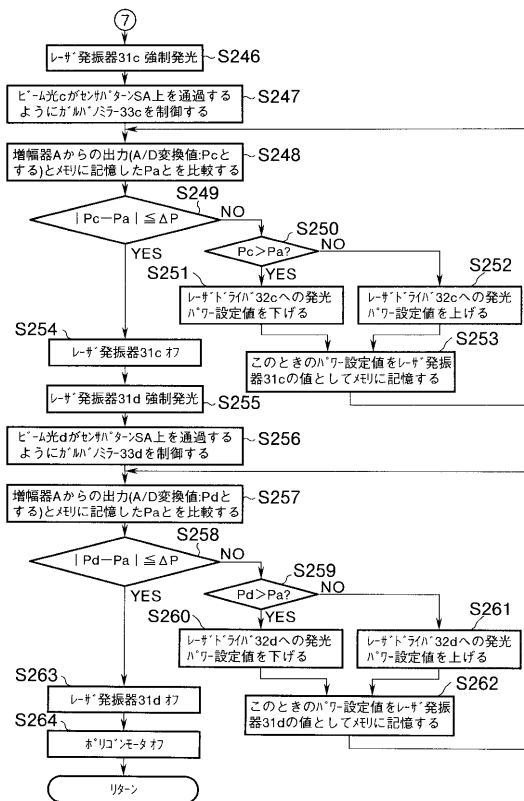 7
レーザ発振器31c 強制発光
S246
ビーム光cがセンサパターンSA上を通過する
ようにガルバノミラー33cを制御する
S247
増幅器Aからの出力(A/D変換値:Pcと
する)とメモリに記憶したPaとを比較する
S248
|Pc−Pa|≦ΔP
S249
NO
YES
Pc>Pa?
S250
NO
YES
S251
レーザドライバ32cへの発光
パワー設定値を下げる
S252
レーザドライバ32cへの発光
パワー設定値を上げる
S253
このときのパワー設定値をレーザ発振
器31cの値としてメモリに記憶する
S254
レーザ発振器31c オフ
レーザ発振器31d 強制発光
S255
ビーム光dがセンサパターンSA上を通過する
ようにガルバノミラー33dを制御する
S256
増幅器Aからの出力(A/D変換値:Pdと
する)とメモリに記憶したPaとを比較する
S257
|Pd−Pa|≦ΔP
S258
NO
YES
Pd>Pa?
S259
NO
YES
S260
レーザドライバ32dへの発光
パワー設定値を下げる
S261
レーザドライバ32dへの発光
パワー設定値を上げる
S262
このときのパワー設定値をレーザ発振
器31dの値としてメモリに記憶する
S263
レーザ発振器31d オフ
S264
ポリゴンモータ オフ
リターン